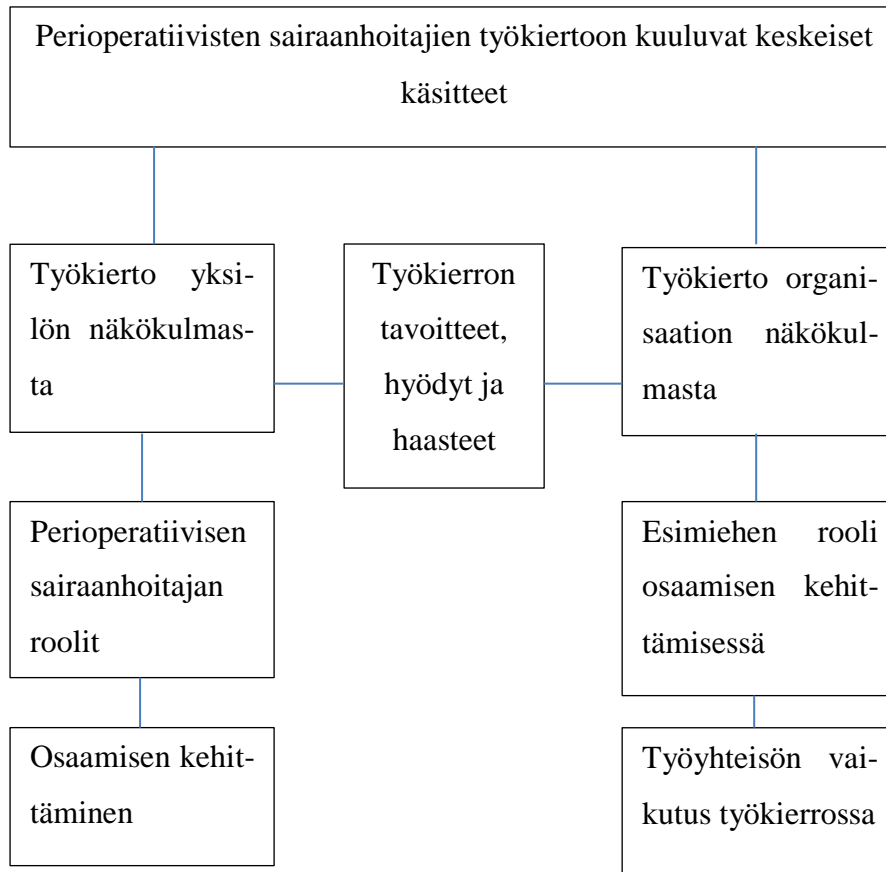 Perioperatiivisten sairaanhoitajien työkiertoon kuuluvat keskeiset
käsitteet
Työkierto yksi-
lön näkökulmas-
ta
Työkierron
tavoitteet,
hyödyt ja
haasteet
Työkierto organi-
saation näkökul-
masta
Perioperatiivisen
sairaanhoitajan
roolit
Esimiehen rooli
osaamisen kehit-
tämisessä
Osaamisen kehit-
täminen
Työyhteisön vai-
kutus työkierrossa